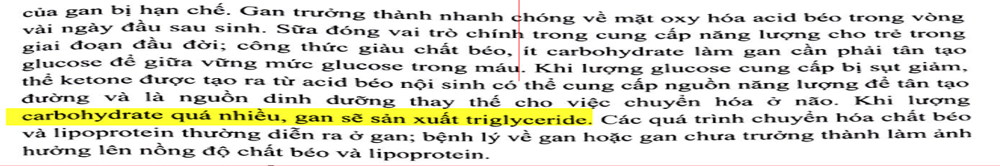 của gan bị hạn chế. Gan trưởng thành nhanh chóng về mặt oxy hóa acid béo trong vòng
vài ngày đầu sau sinh. Sữa đóng vai trò chính trong cung cấp năng lượng cho trẻ trong
giai đoạn đầu đời; công thức giàu chất béo, ít carbohydrate làm gan cần phải tân tạo
glucose để giữa vững mức glucose trong máu. Khi lượng glucose cung cấp bị sụt giảm,
thể ketone được tạo ra từ acid béo nội sinh có thể cung cấp nguồn năng lượng để tân tạo
đường và là nguồn dinh dưỡng thay thế cho việc chuyển hóa ở não. Khi lượng
carbohydrate quá nhiều, gan sẽ sản xuất triglyceride. Các quá trình chuyển hóa chất béo
và lipoprotein thường diễn ra ở gan; bệnh lý về gan hoặc gan chưa trưởng thành làm ảnh
hưởng lên nồng độ chất béo và lipoprotein.